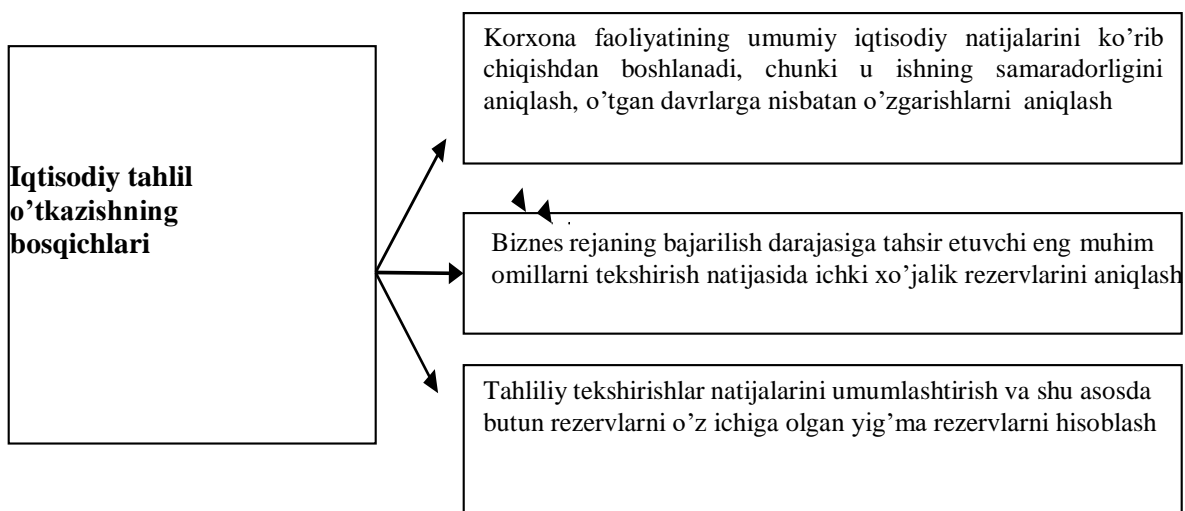 Iqtisodiy tahlil
o’tkazishning
bosqichlari
Korxona faoliyatining umumiy iqtisodiy natijalarini ko’rib
chiqishdan boshlanadi, chunki u ishning samaradorligini
aniqlash, o’tgan davrlarga nisbatan o’zgarishlarni aniqlash
Biznes rejaning bajarilish darajasiga tahsir etuvchi eng muhim
omillarni tekshirish natijasida ichki xo’jalik rezervlarini aniqlash
Tahliliy tekshirishlar natijalarini umumlashtirish va shu asosda
butun rezervlarni o’z ichiga olgan yig’ma rezervlarni hisoblash